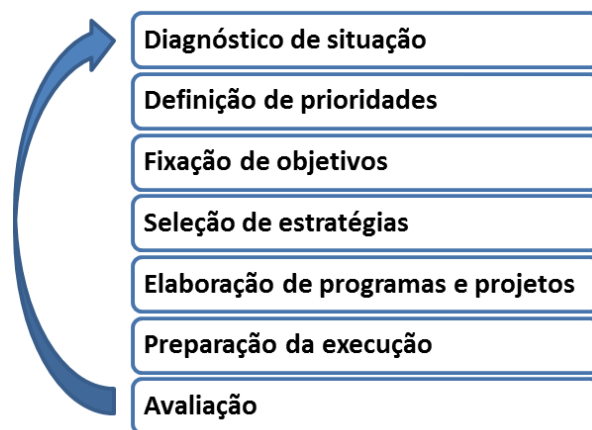 Diagnóstico de situação
Definição de prioridades
Fixação de objetivos
Seleção de estratégias
Elaboração de programas e projetos
Preparação da execução
Avaliação